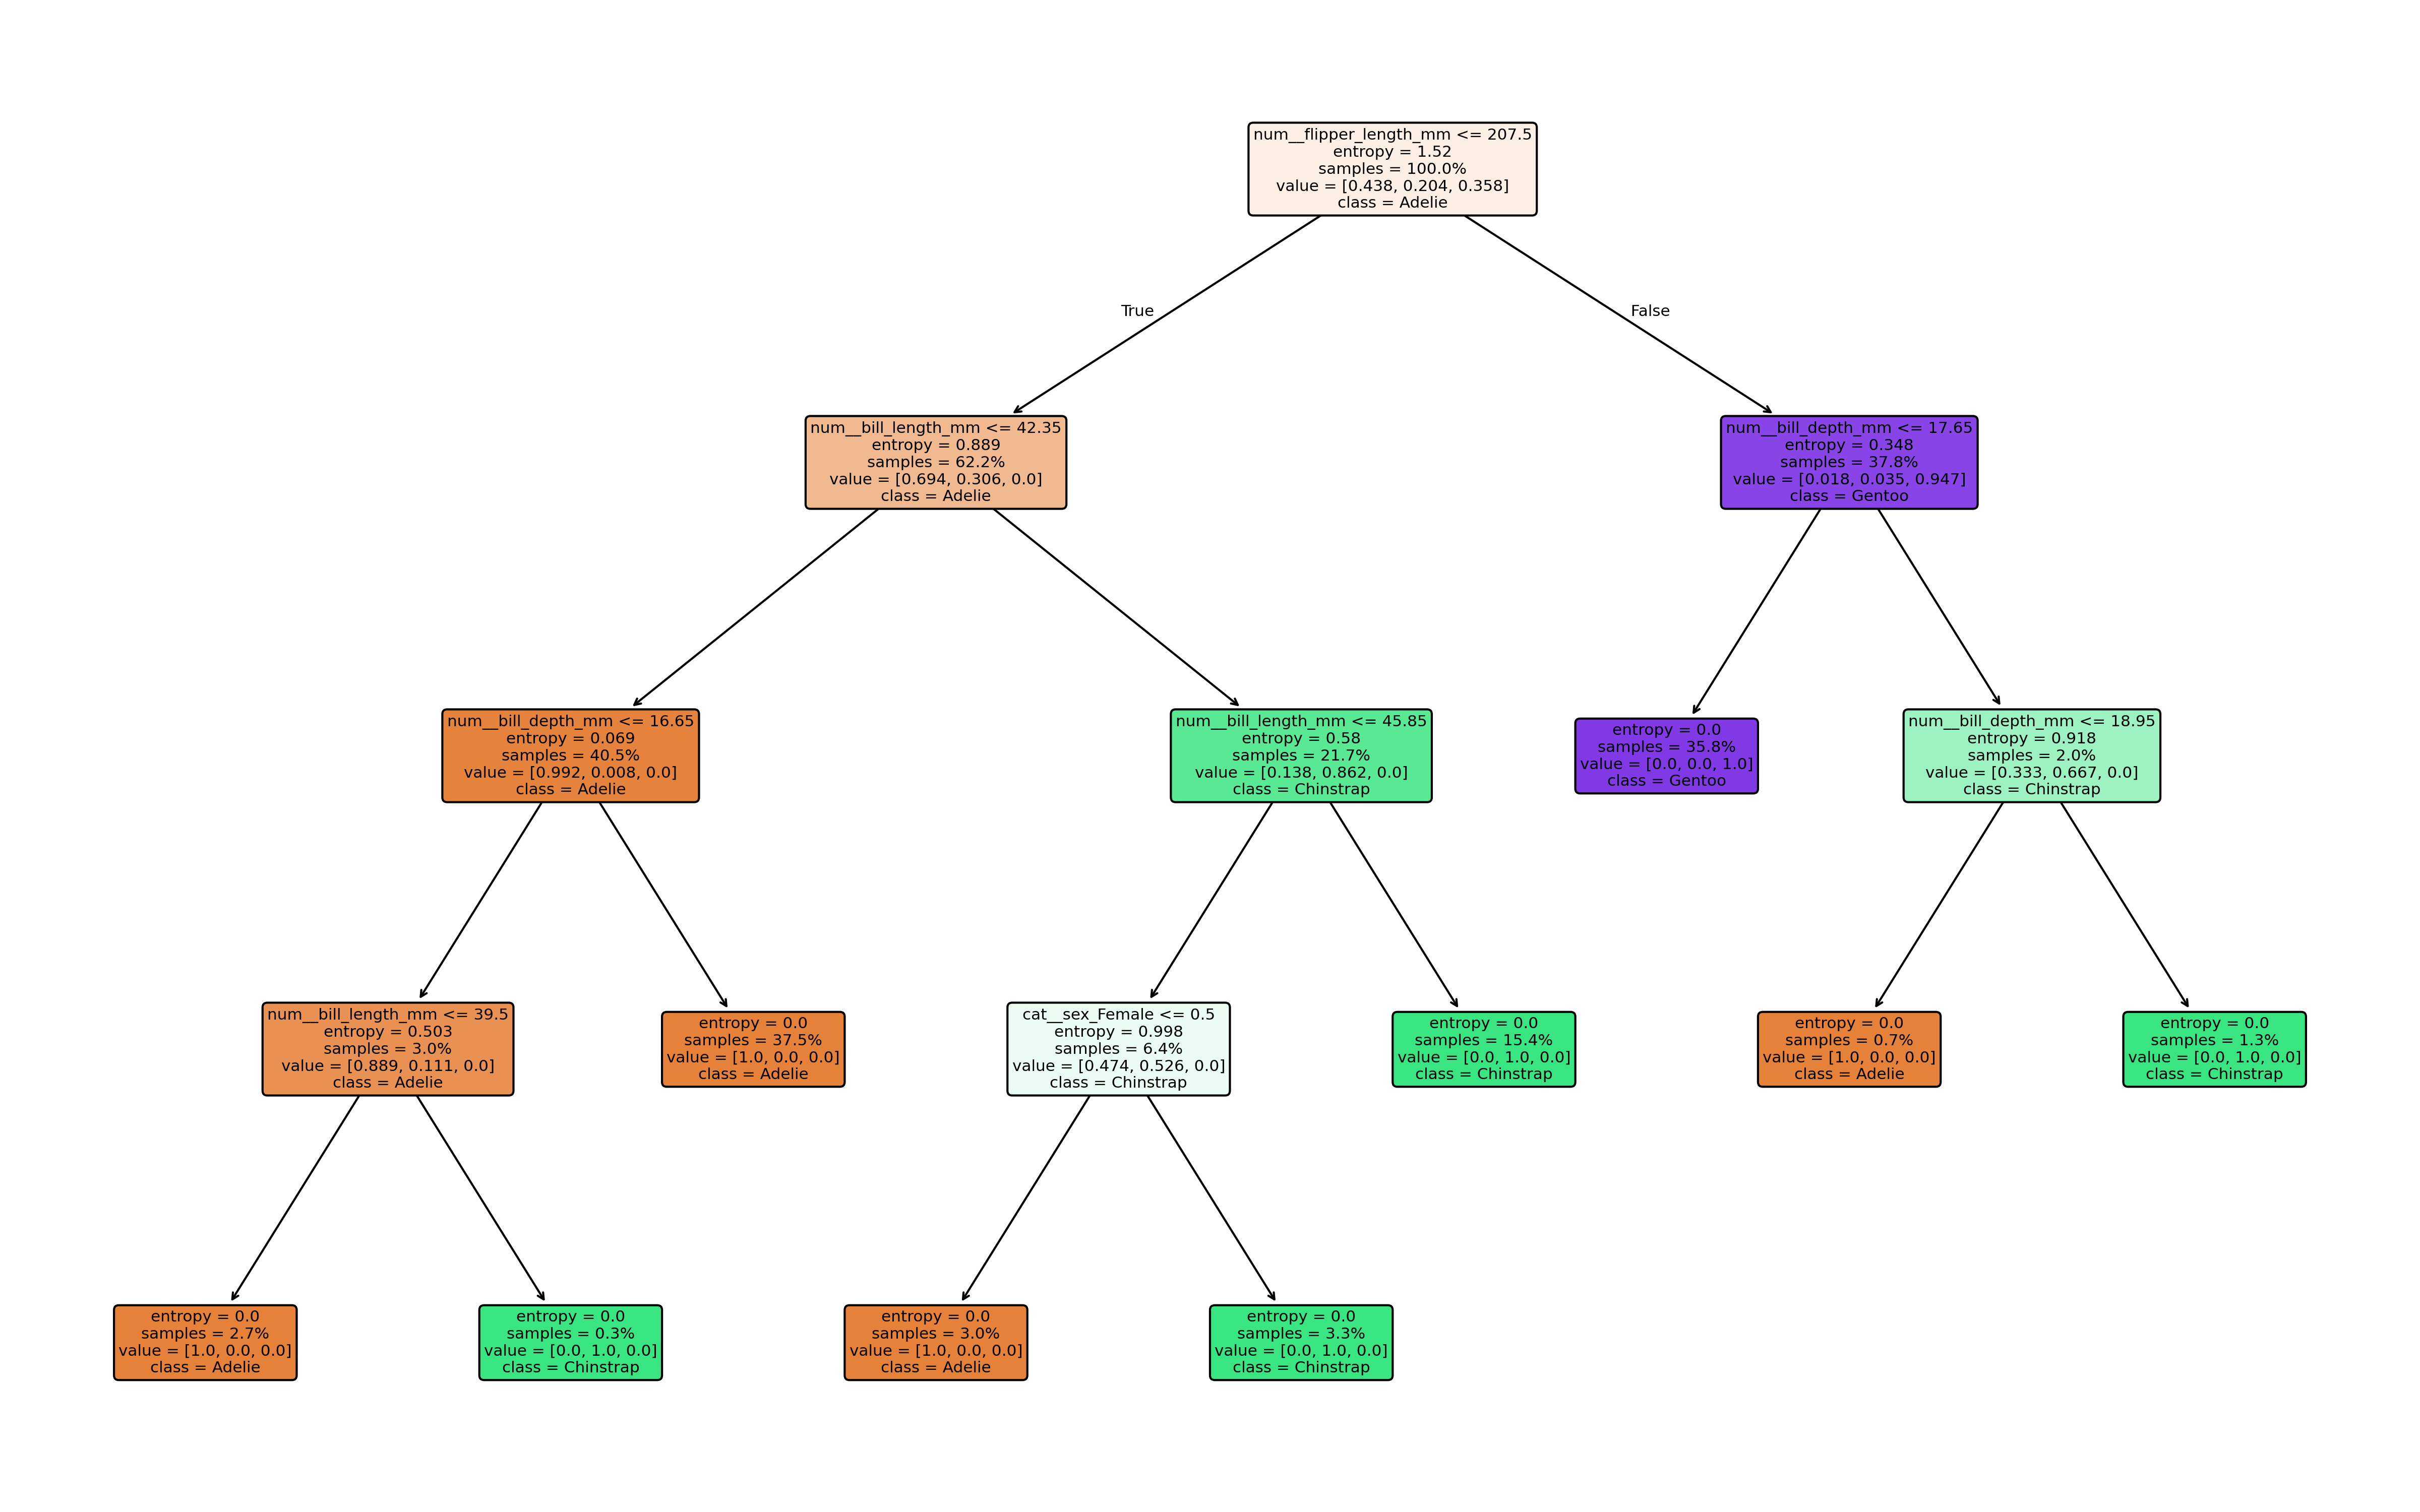 num__flipper_length_mm <= 207.5
entropy = 1.52
samples = 100.0%
value = [0.438, 0.204, 0.358]
class = Adelie
True
False
num__bill_length_mm <= 42.35
entropy = 0.889
samples = 62.2%
value = [0.694, 0.306, 0.0]
class = Adelie
num__bill_depth_mm <= 17.65
entropy = 0.348
samples = 37.8%
value = [0.018, 0.035, 0.947]
class = Gentoo
num__bill_depth_mm <= 16.65
entropy = 0.069
samples = 40.5%
value = [0.992, 0.008, 0.0]
class = Adelie
num__bill_length_mm <= 45.85
entropy = 0.58
samples = 21.7%
value = [0.138, 0.862, 0.0]
class = Chinstrap
entropy = 0.0
samples = 35.8%
value = [0.0, 0.0, 1.0]
class = Gentoo
num__bill_depth_mm <= 18.95
entropy = 0.918
samples = 2.0%
value = [0.333, 0.667, 0.0]
class = Chinstrap
num__bill_length_mm <= 39.5
entropy = 0.503
samples = 3.0%
value = [0.889, 0.111, 0.0]
class = Adelie
entropy = 0.0
samples = 37.5%
value = [1.0, 0.0, 0.0]
class = Adelie
cat__sex_Female <= 0.5
entropy = 0.998
samples = 6.4%
value = [0.474, 0.526, 0.0]
class = Chinstrap
entropy = 0.0
samples = 15.4%
value = [0.0, 1.0, 0.0]
class = Chinstrap
entropy = 0.0
samples = 0.7%
value = [1.0, 0.0, 0.0]
class = Adelie
entropy = 0.0
samples = 1.3%
value = [0.0, 1.0, 0.0]
class = Chinstrap
entropy = 0.0
samples = 2.7%
value = [1.0, 0.0, 0.0]
class = Adelie
entropy = 0.0
samples = 0.3%
value = [0.0, 1.0, 0.0]
class = Chinstrap
entropy = 0.0
samples = 3.0%
value = [1.0, 0.0, 0.0]
class = Adelie
entropy = 0.0
samples = 3.3%
value = [0.0, 1.0, 0.0]
class = Chinstrap